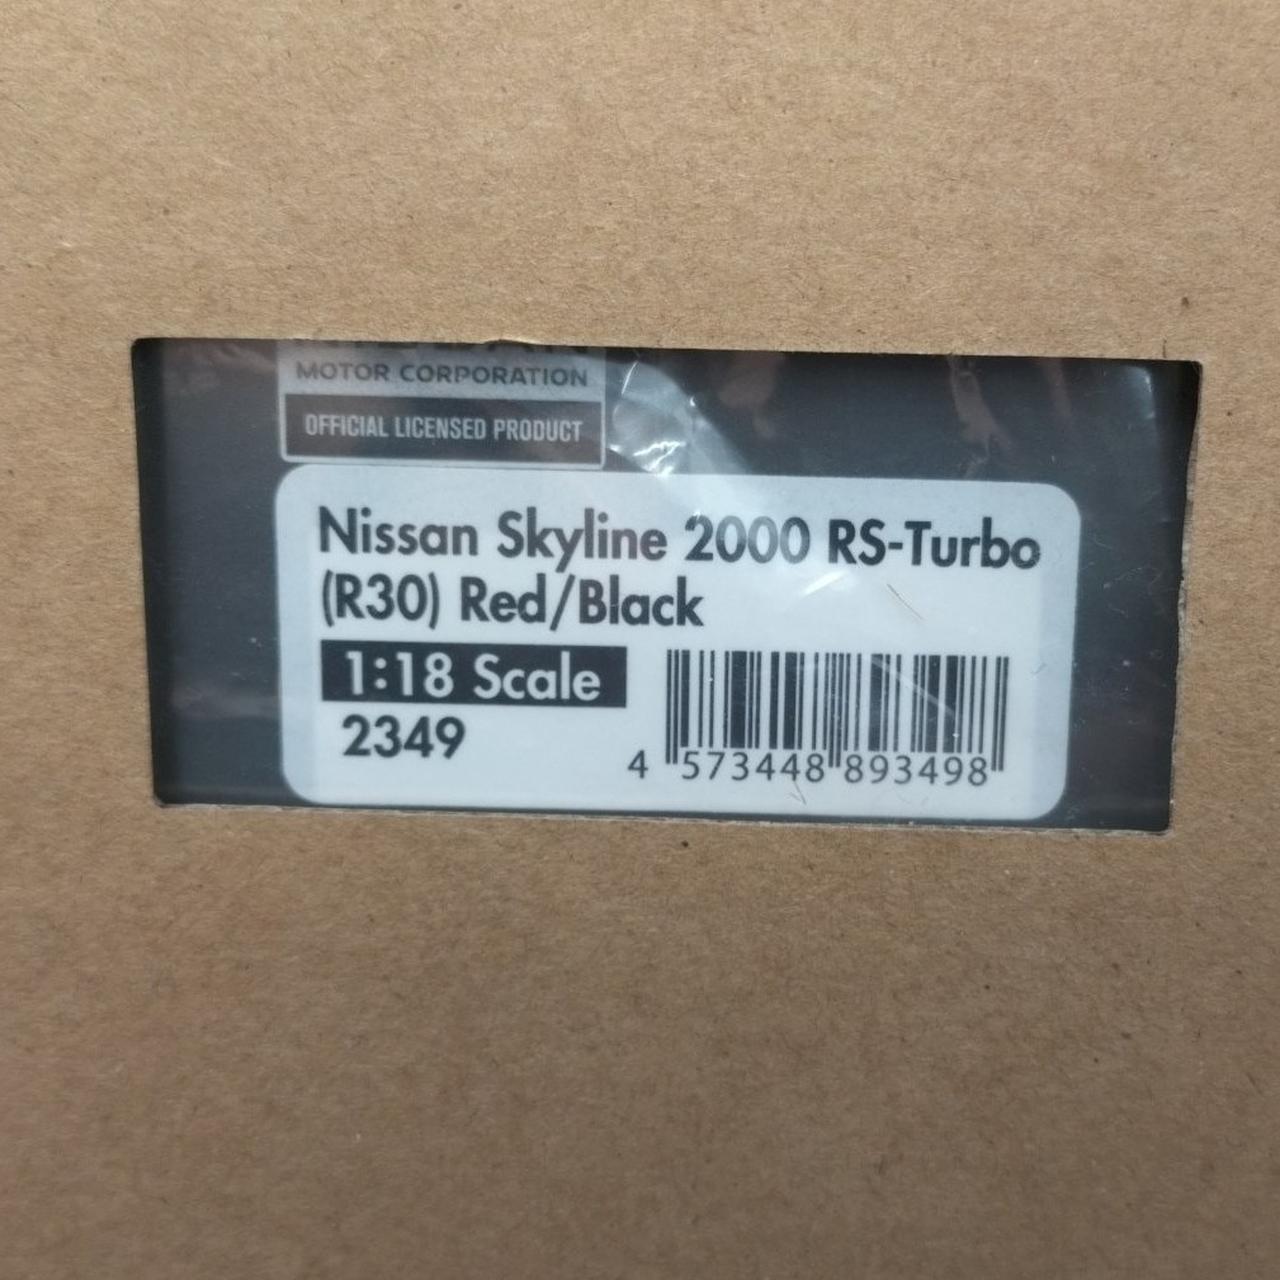 MOTOR CORPORATION
OFFICIAL LICENSED PRODUCT
Nissan Skyline 2000 RS-Turbo
(R30) Red/Black
1:18 Scale
2349
4 573448 893498